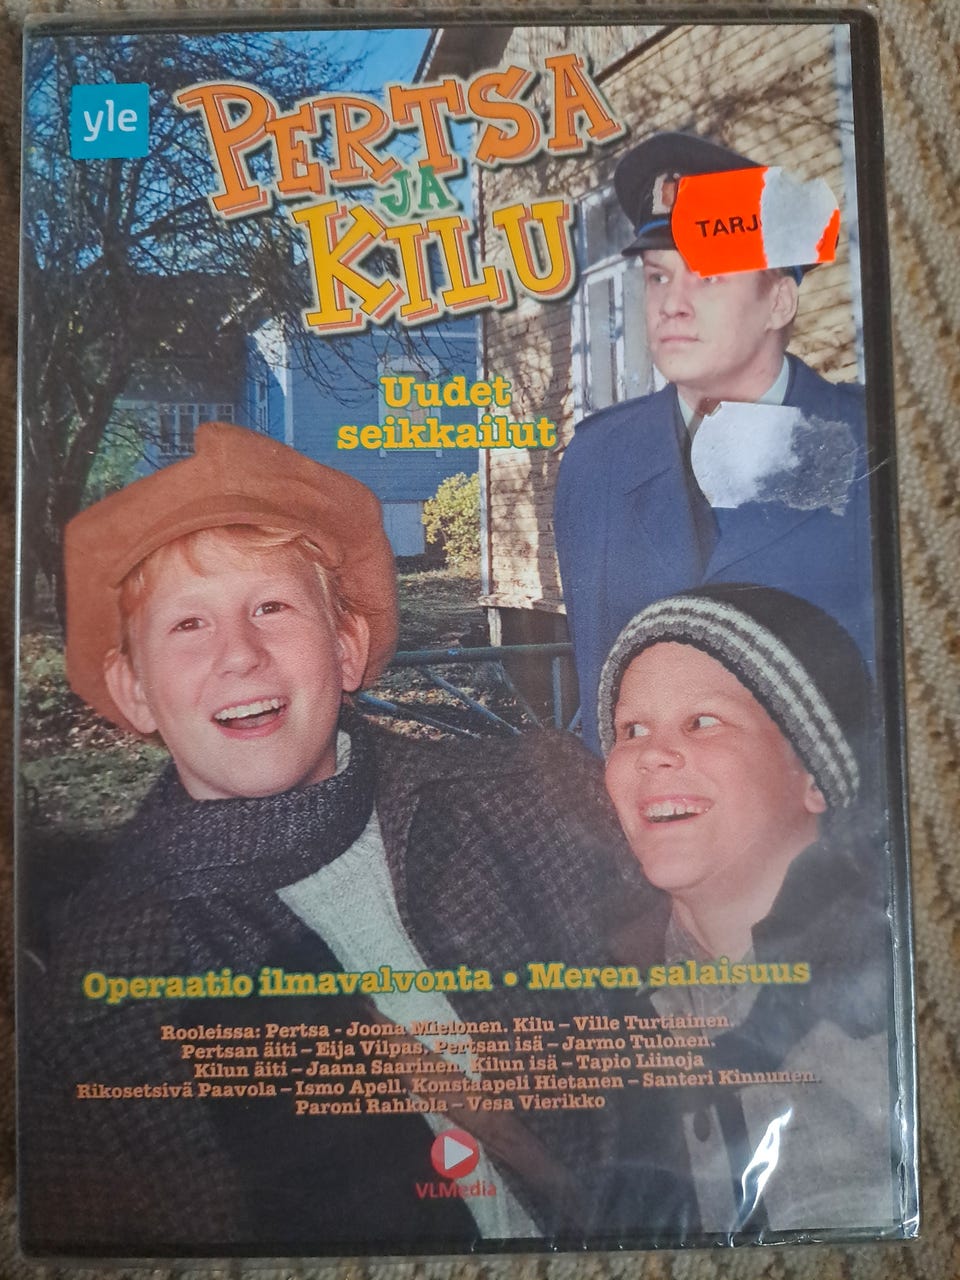 yle
PERTSA
JA
KILU
TARJ
Uudet
seikkailut
Operaatio ilmavalvonta • Meren salaisuus
Rooleissa: Pertsa - Joona Mielonen. Kilu – Ville Turtiainen.
Pertsan äiti – Eija Vilpas. Pertsan isä – Jarmo Tulonen.
Kilun äiti – Jaana Saarinen. Kilun isä – Tapio Liinoja
Rikosetsivä Paavola – Ismo Apell. Konstaapeli Hietanen – Santeri Kinnunen.
Paroni Rahkola – Vesa Vierikko
VLMedia